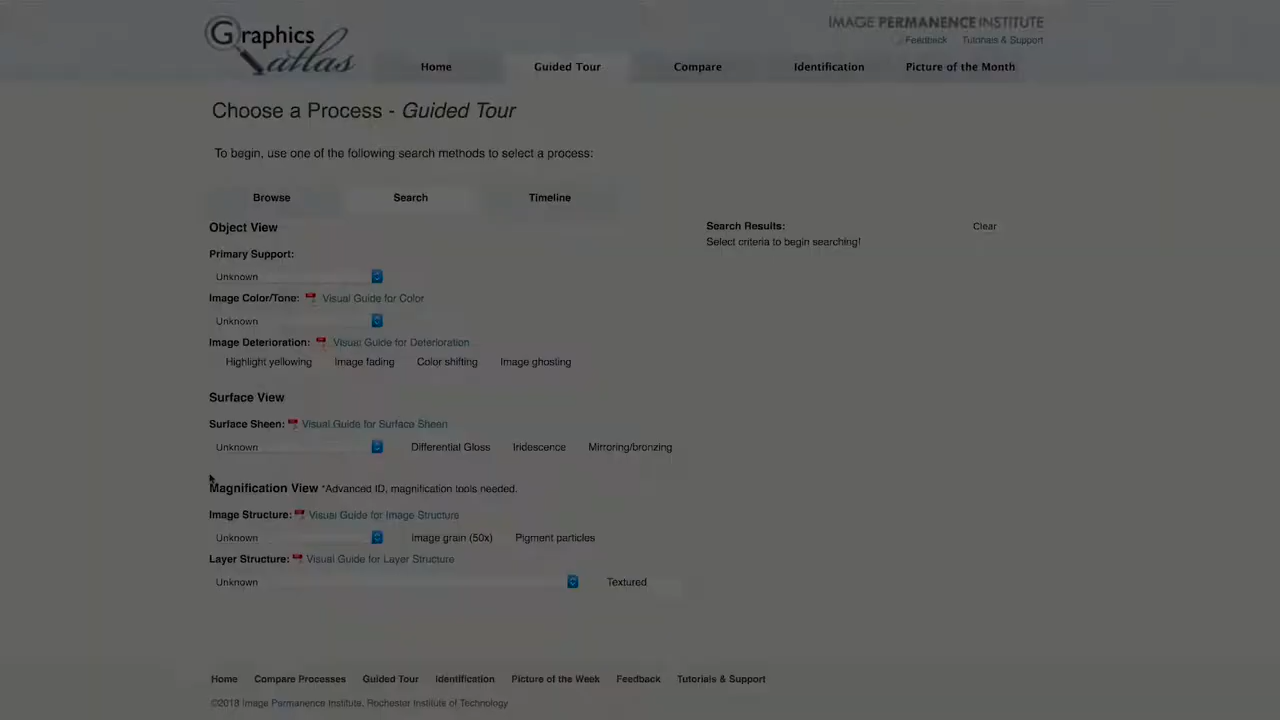 Graphics atlas
IMAGE PERMANENCE INSTITUTE
Feedback Tutorials & Support
Home Guided Tour Compare Identification Picture of the Month
Choose a Process - Guided Tour
To begin, use one of the following search methods to select a process:
Browse Search Timeline
Object View
Search Results: Clear
Select criteria to begin searching!
Primary Support:
Unknown
Image Color/Tone: Visual Guide for Color
Unknown
Image Deterioration: Visual Guide for Deterioration
Highlight yellowing Image fading Color shifting Image ghosting
Surface View
Surface Sheen: Visual Guide for Surface Sheen
Unknown Differential Gloss Iridescence Mirroring/bronzing
Magnification View *Advanced ID, magnification tools needed.
Image Structure: Visual Guide for Image Structure
Unknown Image grain (50x) Pigment particles
Layer Structure: Visual Guide for Layer Structure
Unknown Textured
Home Compare Processes Guided Tour Identification Picture of the Week Feedback Tutorials & Support
©2018 Image Permanence Institute, Rochester Institute of Technology